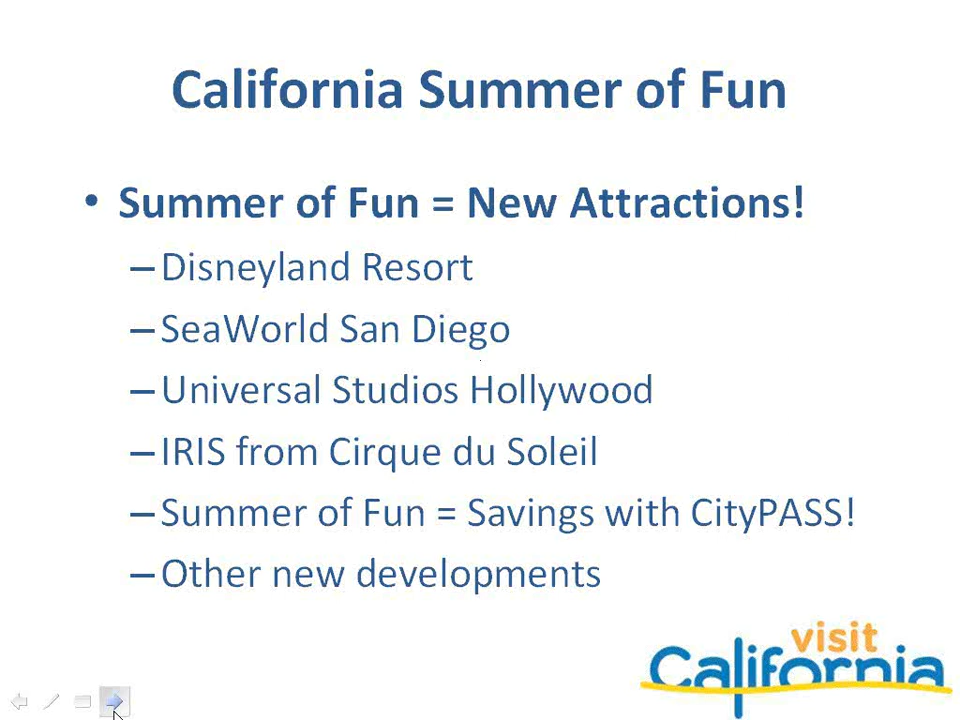 California Summer of Fun
• Summer of Fun = New Attractions!
–Disneyland Resort
–SeaWorld San Diego
–Universal Studios Hollywood
–IRIS from Cirque du Soleil
–Summer of Fun = Savings with CityPASS!
–Other new developments
visit
California